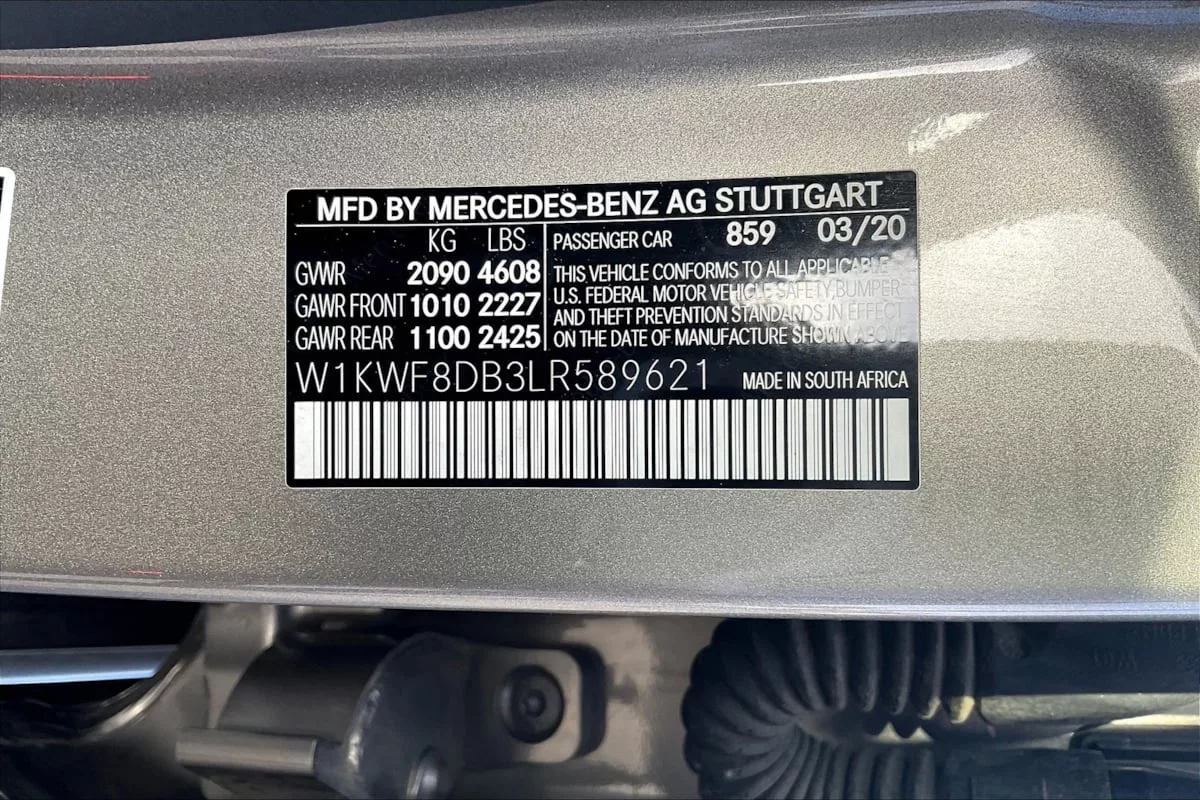 MFD BY MERCEDES-BENZ AG STUTTGART
KG LBS
GVWR 2090 4608
GAWR FRONT 1010 2227
GAWR REAR 1100 2425
PASSENGER CAR 859 03/20
THIS VEHICLE CONFORMS TO ALL APPLICABLE
U.S. FEDERAL MOTOR VEHICLE SAFETY,BUMPER
AND THEFT PREVENTION STANDARDS IN EFFECT
ON THE DATE OF MANUFACTURE SHOWN ABOVE
W1KWF8DB3LR589621
MADE IN SOUTH AFRICA